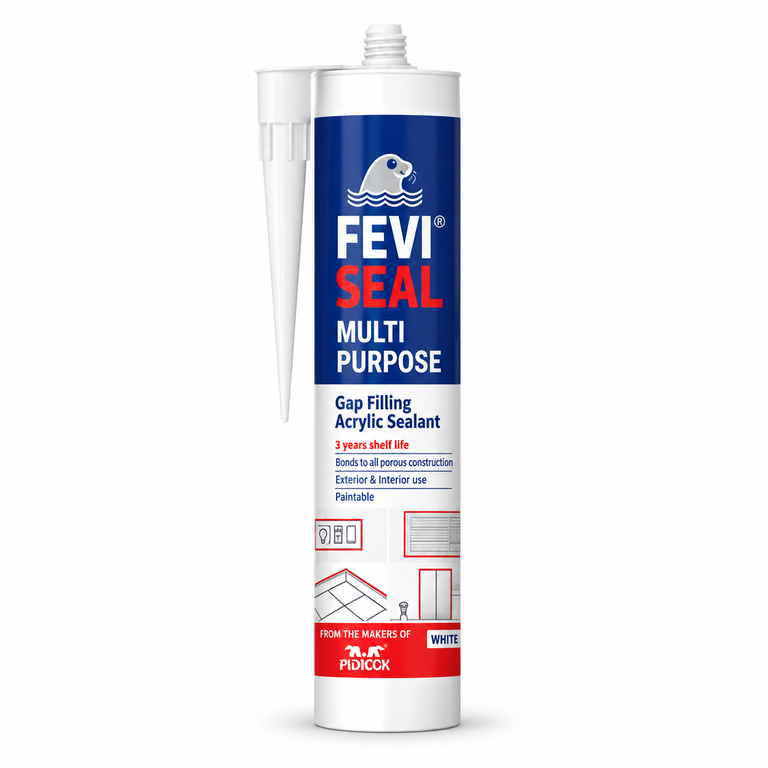 FEVI®
SEAL
MULTI
PURPOSE
Gap Filling
Acrylic Sealant
3 years shelf life
Bonds to all porous construction
Exterior & Interior use
Paintable
FROM THE MAKERS OF
WHITE
PIDICCK